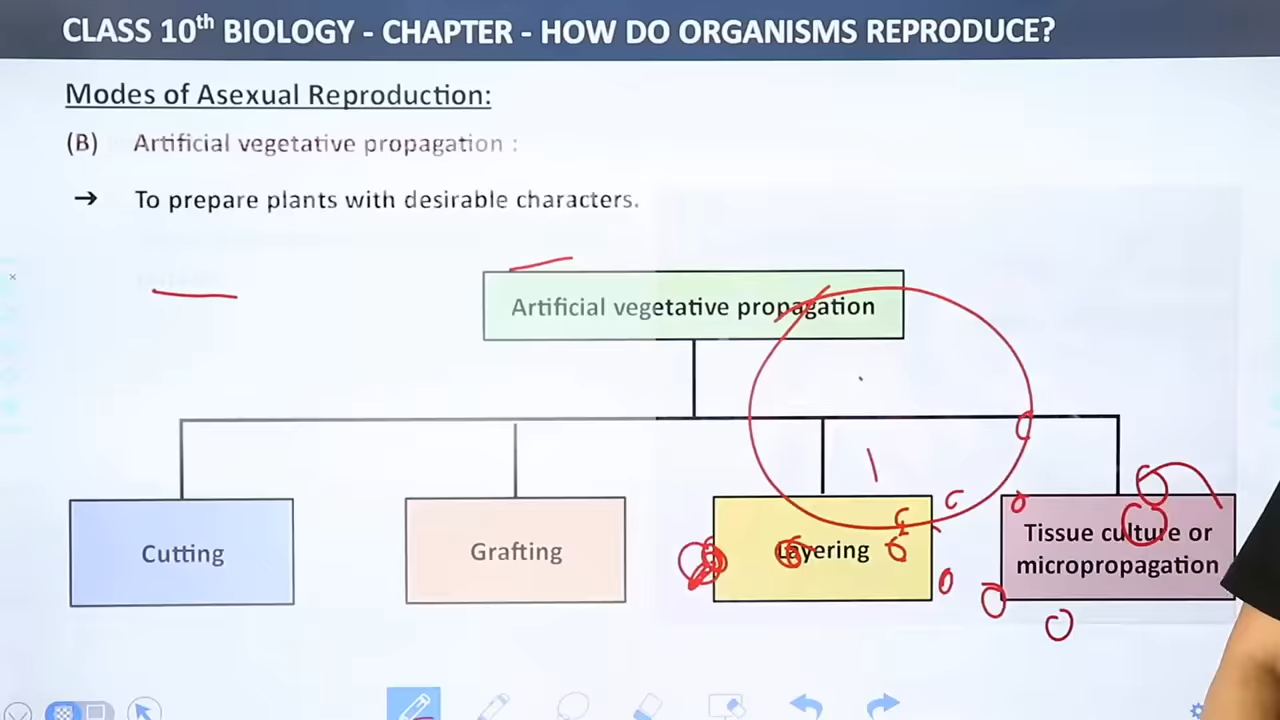 CLASS 10th BIOLOGY - CHAPTER - HOW DO ORGANISMS REPRODUCE?
Modes of Asexual Reproduction:
(B) Artificial vegetative propagation :
→ To prepare plants with desirable characters.
Artificial vegetative propagation
Cutting
Grafting
Layering
Tissue culture or
micropropagation